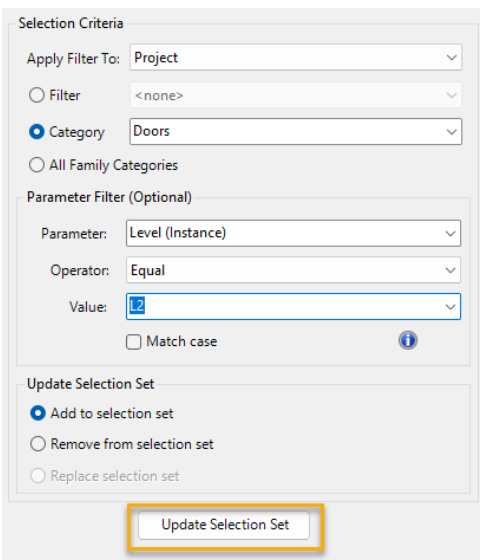 Selection Criteria
Apply Filter To: Project
Filter <none>
Category Doors
All Family Categories
Parameter Filter (Optional)
Parameter: Level (Instance)
Operator: Equal
Value: L2
Match case
Update Selection Set
Add to selection set
Remove from selection set
Replace selection set
Update Selection Set